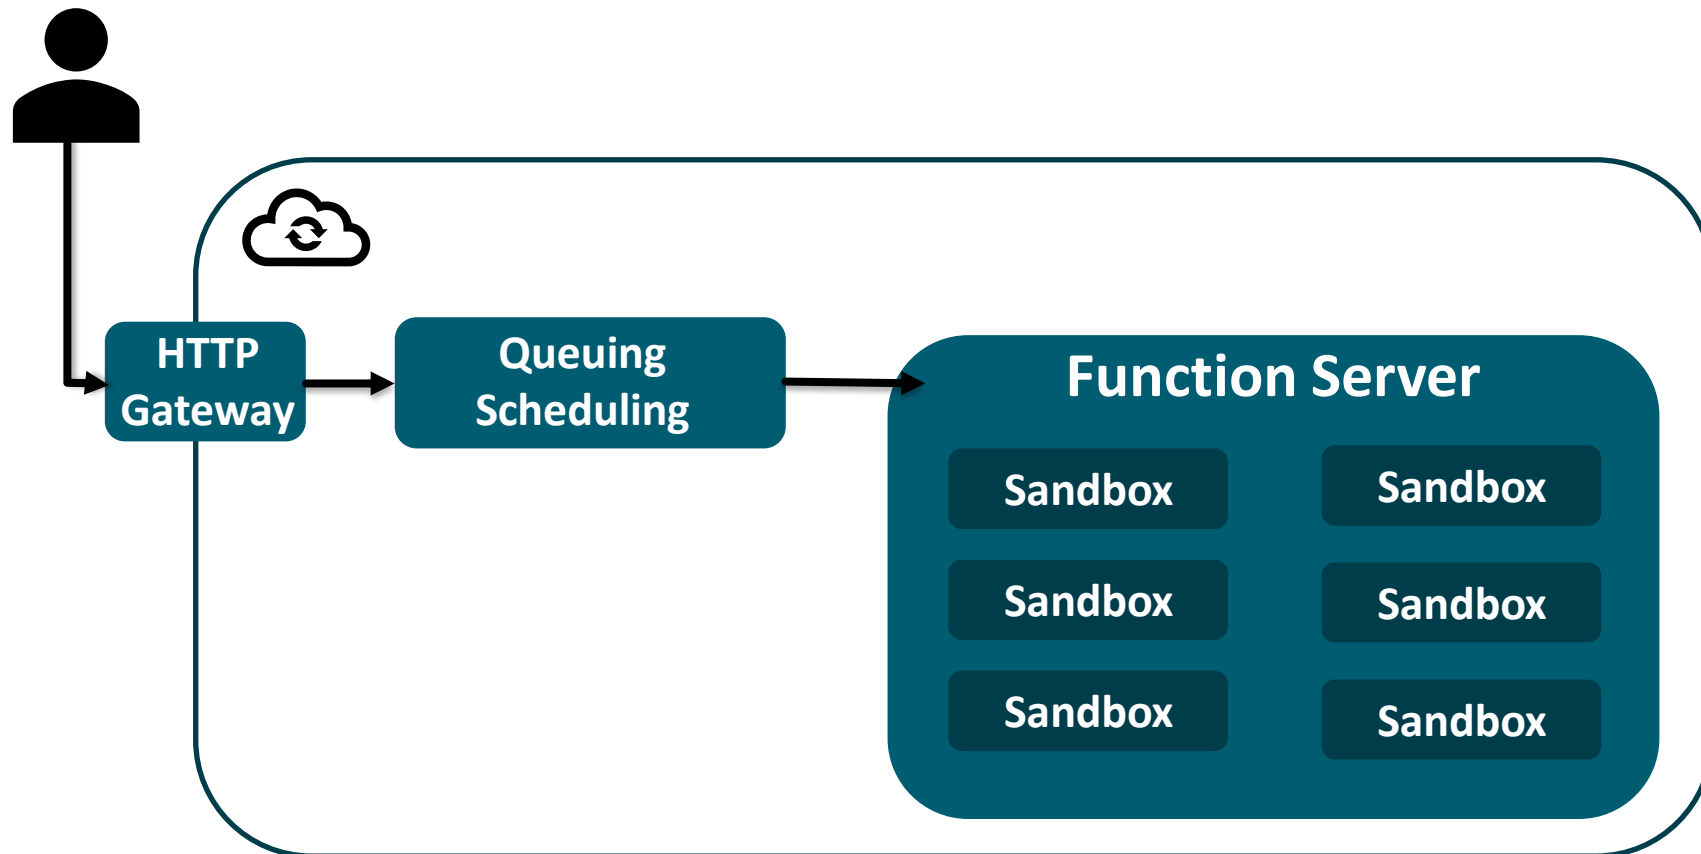 HTTP
Gateway
Queuing
Scheduling
Function Server
Sandbox
Sandbox
Sandbox
Sandbox
Sandbox
Sandbox